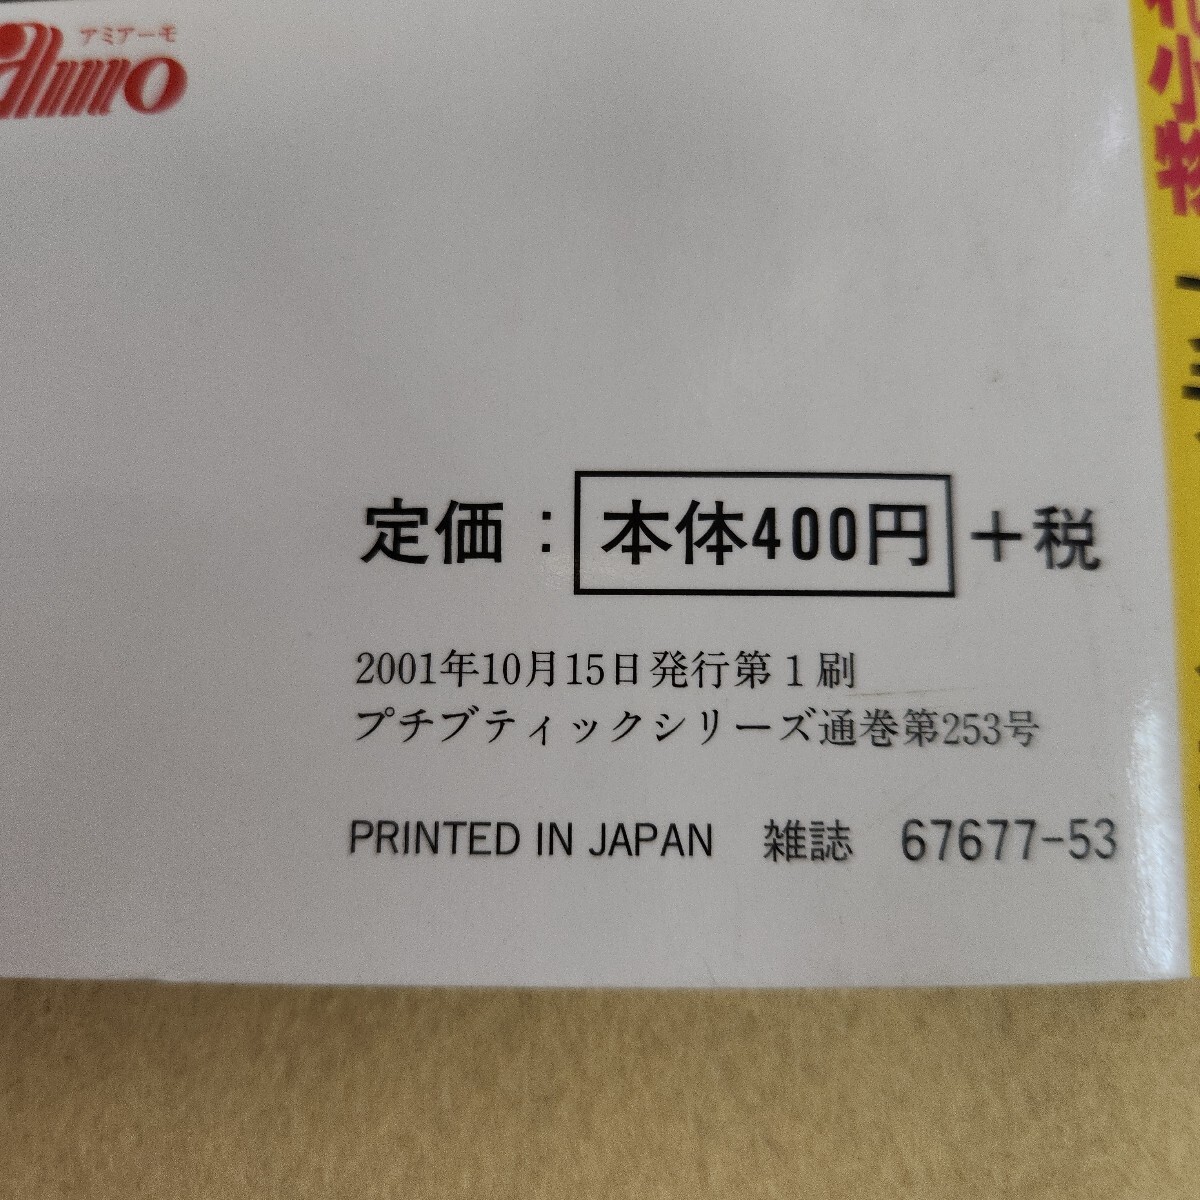 アミアーモ
定価：本体400円＋税
2001年10月15日発行第1刷
プチブティックシリーズ通巻第253号
PRINTED IN JAPAN 雑誌 67677-53
小物